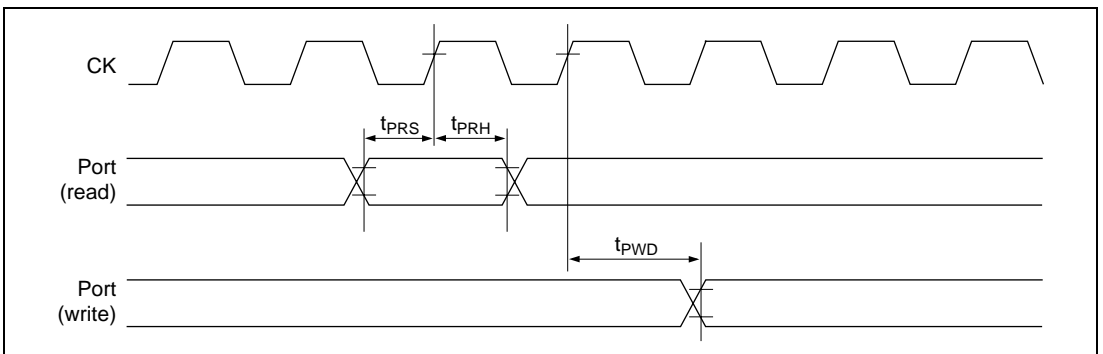 CK
tPRS tPRH
Port
(read)
tPWD
Port
(write)